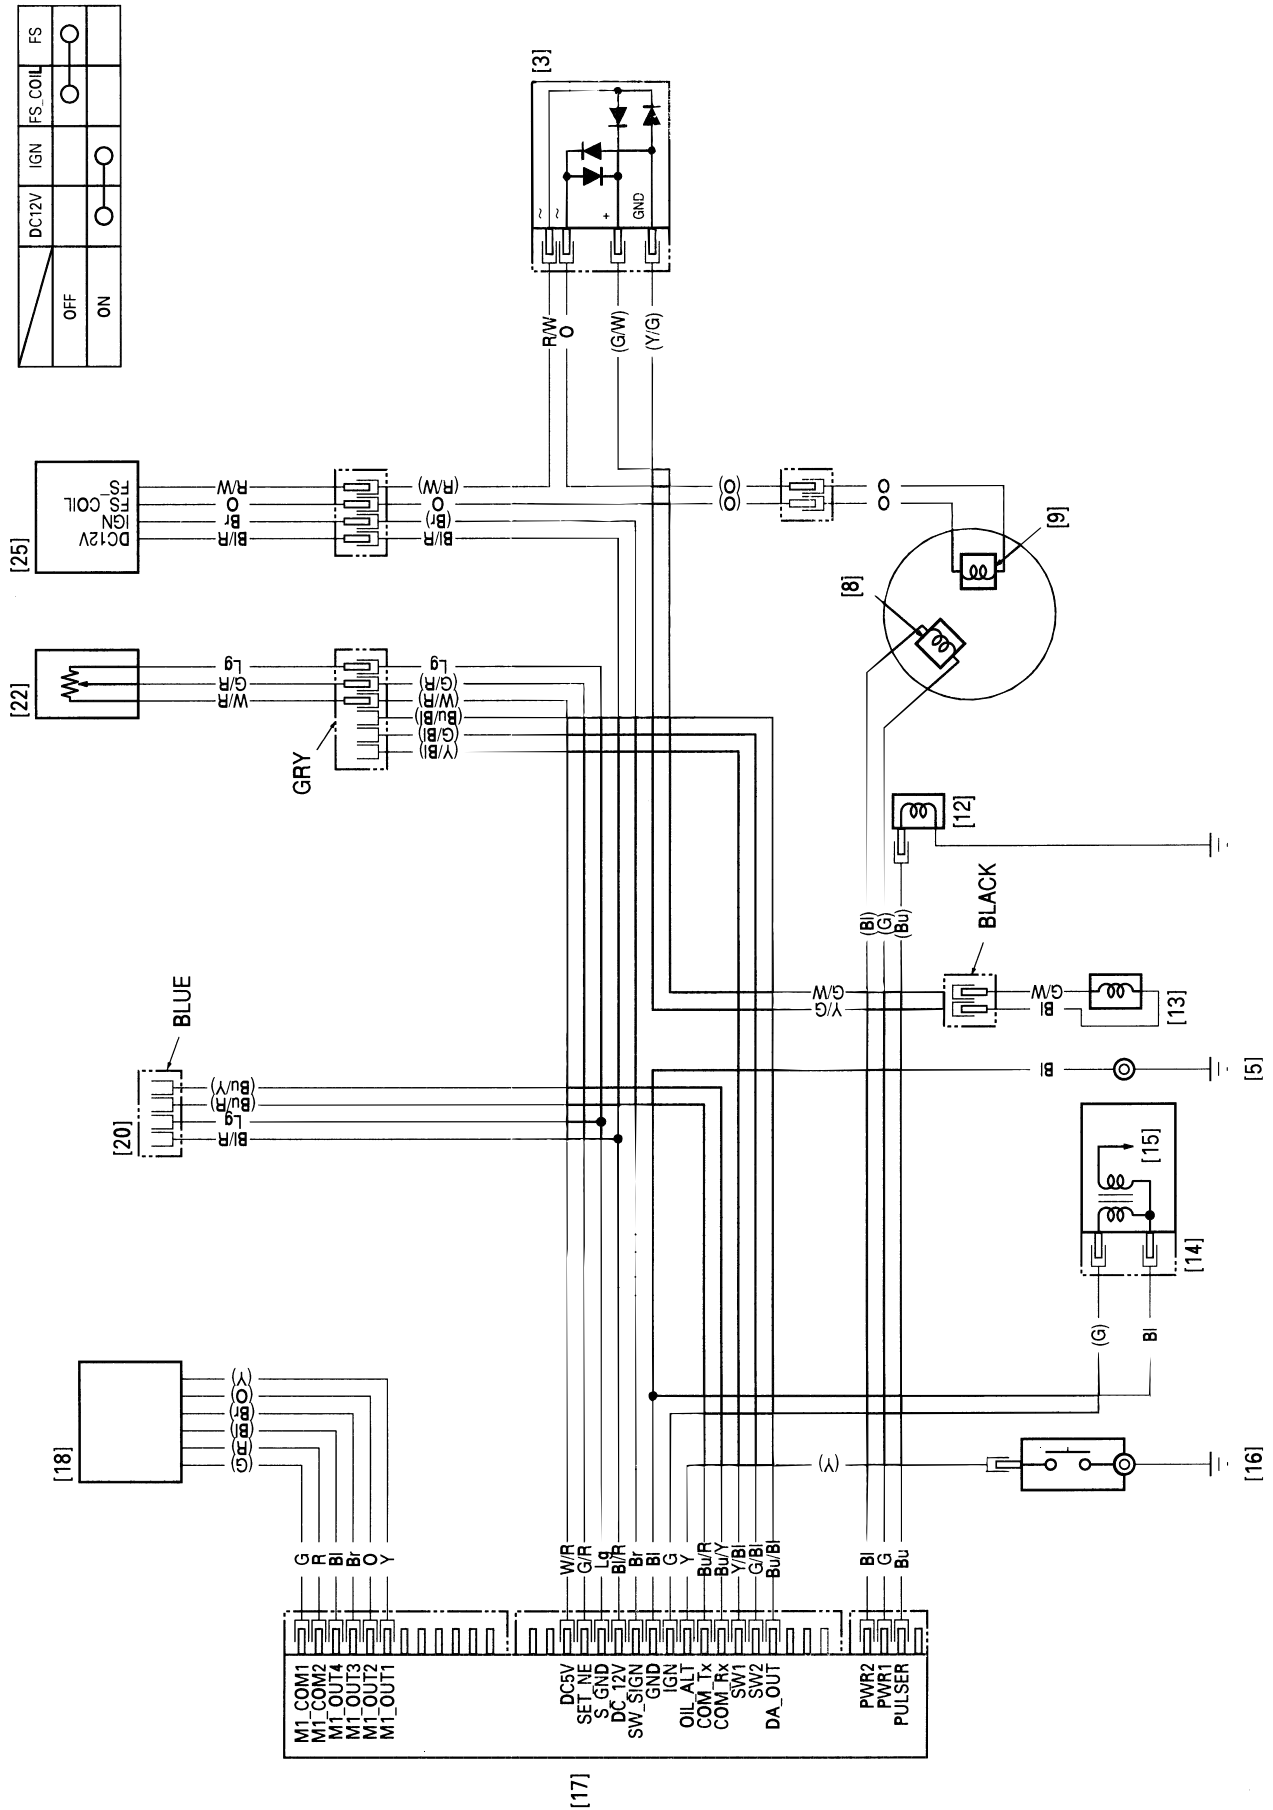 DC12V IGN FS_COIL FS
OFF
ON
[3]
~
~
+
GND
R/W
O
(G/W)
(Y/G)
[25]
FS
FS_COIL
IGN
DC12V
R/W
O
Br
Bl/R
(R/W)
O
(Br)
Bl/R
(O)
(O)
O
O
[9]
[8]
[22]
Lg
G/R
W/R
Lg
(G/R)
(W/R)
(Bu/Bl)
(G/Bl)
(Y/Bl)
GRY
[12]
(Bl)
(G)
(Bu)
BLACK
G/W
Y/G
G/W
Bl
[13]
BLUE
[20]
(Bu/Y)
(Bu/R)
Lg
Bl/R
Bl
[5]
[15]
[14]
(G)
Bl
[18]
(Y)
(O)
(Br)
(Bl)
(R)
(G)
(Y)
[16]
G
R
Bl
Br
O
Y
W/R
G/R
Lg
Bl/R
Br
Bl
G
Y
Bu/R
Bu/Y
Y/Bl
G/Bl
Bu/Bl
Bl
G
Bu
M1_COM1
M1_COM2
M1_OUT4
M1_OUT3
M1_OUT2
M1_OUT1
DC5V
SET_NE
S_GND
DC_12V
SW_SIGN
GND
IGN
OIL_ALT
COM_Tx
COM_Rx
SW1
SW2
DA_OUT
PWR2
PWR1
PULSER
[17]